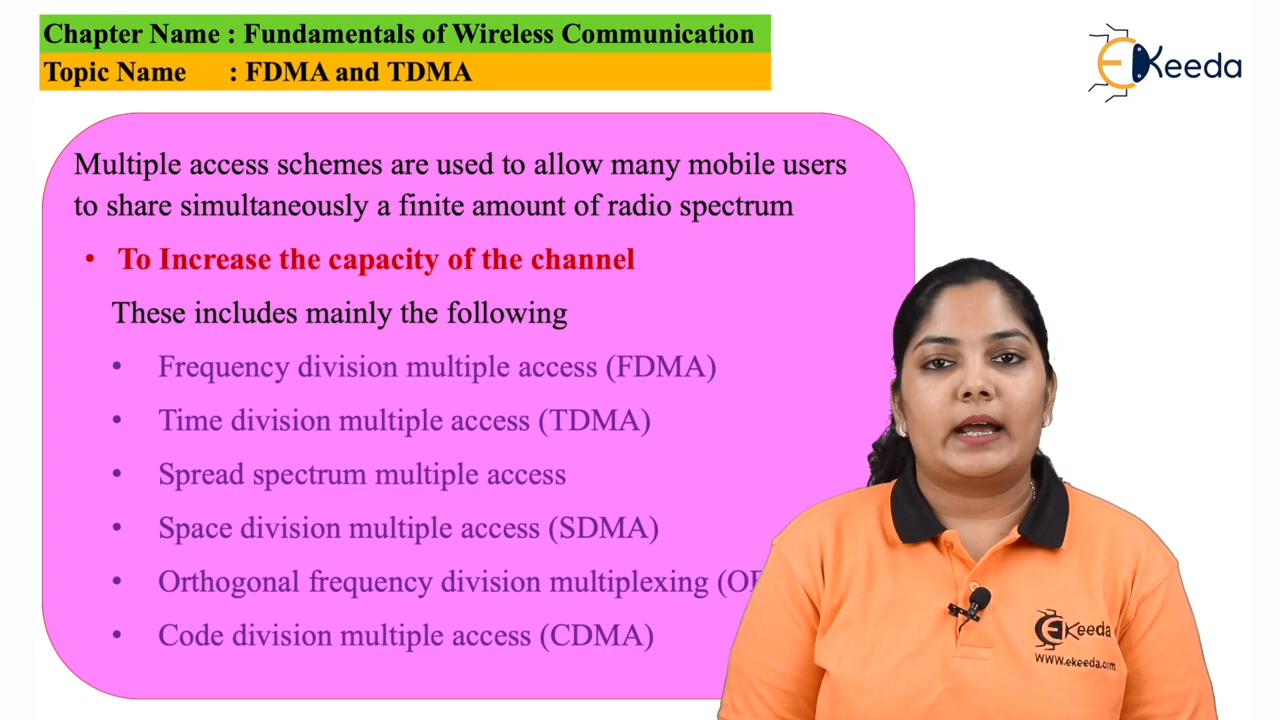 Chapter Name : Fundamentals of Wireless Communication
Topic Name : FDMA and TDMA
EKeeda
Multiple access schemes are used to allow many mobile users
to share simultaneously a finite amount of radio spectrum
• To Increase the capacity of the channel
These includes mainly the following
• Frequency division multiple access (FDMA)
• Time division multiple access (TDMA)
• Spread spectrum multiple access
• Space division multiple access (SDMA)
• Orthogonal frequency division multiplexing
• Code division multiple access (CDMA)
EKeeda
www.ekeeda.com